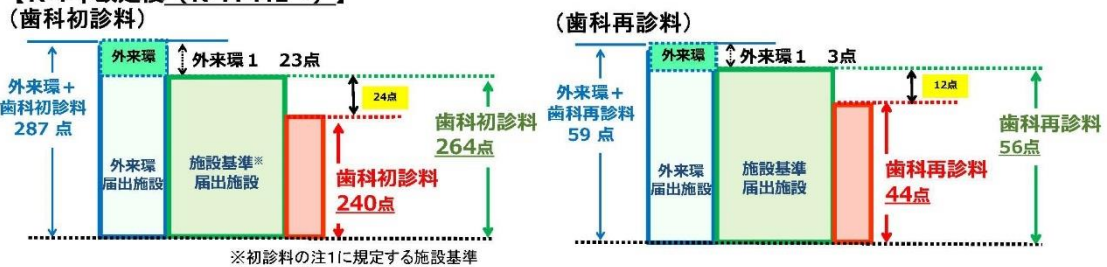 (歯科初診料)
外来環
外来環1 23点
外来環+
歯科初診料
287 点
24点
歯科初診料
264点
外来環
届出施設
施設基準※
届出施設
歯科初診料
240点
※初診料の注1に規定する施設基準
(歯科再診料)
外来環
外来環1 3点
外来環+
歯科再診料
59 点
12点
歯科再診料
56点
外来環
届出施設
施設基準
届出施設
歯科再診料
44点